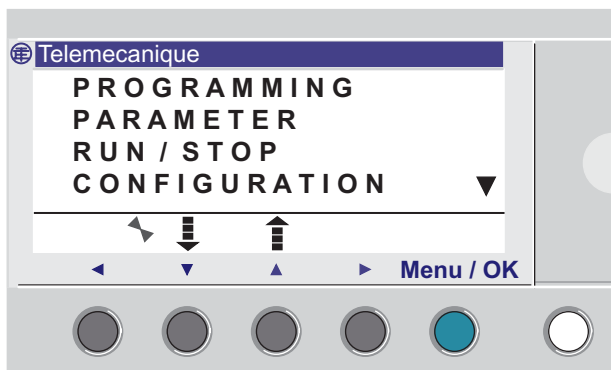 Telemecanique
PROGRAMMING
PARAMETER
RUN / STOP
CONFIGURATION
Menu / OK